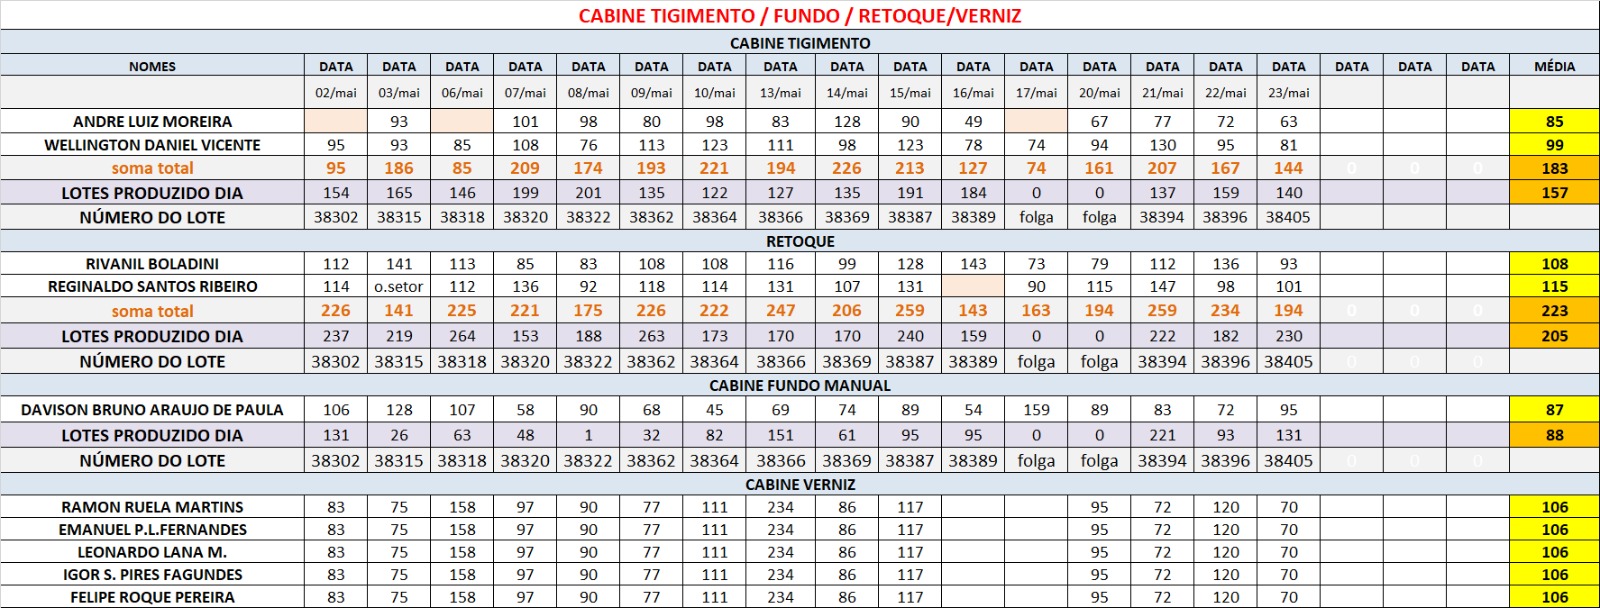 CABINE TIGIMENTO / FUNDO / RETOQUE/VERNIZ
CABINE TIGIMENTO
NOMES DATA DATA DATA DATA DATA DATA DATA DATA DATA DATA DATA DATA DATA DATA DATA DATA DATA DATA DATA MÉDIA
02/mai 03/mai 06/mai 07/mai 08/mai 09/mai 10/mai 13/mai 14/mai 15/mai 16/mai 17/mai 20/mai 21/mai 22/mai 23/mai
ANDRE LUIZ MOREIRA 93 101 98 80 98 83 128 90 49 67 77 72 63 85
WELLINGTON DANIEL VICENTE 95 93 85 108 76 113 123 111 98 123 78 74 94 130 95 81 99
soma total 95 186 85 209 174 193 221 194 226 213 127 74 161 207 167 144 0 0 0 183
LOTES PRODUZIDO DIA 154 165 146 199 201 135 122 127 135 191 184 0 0 137 159 140 157
NÚMERO DO LOTE 38302 38315 38318 38320 38322 38362 38364 38366 38369 38387 38389 folga folga 38394 38396 38405
RETOQUE
RIVANIL BOLADINI 112 141 113 85 83 108 108 116 99 128 143 73 79 112 136 93 108
REGINALDO SANTOS RIBEIRO 114 o.setor 112 136 92 118 114 131 107 131 90 115 147 98 101 115
soma total 226 141 225 221 175 226 222 247 206 259 143 163 194 259 234 194 0 0 0 223
LOTES PRODUZIDO DIA 237 219 264 153 188 263 173 170 170 240 159 0 0 222 182 230 205
NÚMERO DO LOTE 38302 38315 38318 38320 38322 38362 38364 38366 38369 38387 38389 folga folga 38394 38396 38405 0 0 0
CABINE FUNDO MANUAL
DAVISON BRUNO ARAUJO DE PAULA 106 128 107 58 90 68 45 69 74 89 54 159 89 83 72 95 87
LOTES PRODUZIDO DIA 131 26 63 48 1 32 82 151 61 95 95 0 0 221 93 131 88
NÚMERO DO LOTE 38302 38315 38318 38320 38322 38362 38364 38366 38369 38387 38389 folga folga 38394 38396 38405 0 0 0
CABINE VERNIZ
RAMON RUELA MARTINS 83 75 158 97 90 77 111 234 86 117 95 72 120 70 106
EMANUEL P.L.FERNANDES 83 75 158 97 90 77 111 234 86 117 95 72 120 70 106
LEONARDO LANA M. 83 75 158 97 90 77 111 234 86 117 95 72 120 70 106
IGOR S. PIRES FAGUNDES 83 75 158 97 90 77 111 234 86 117 95 72 120 70 106
FELIPE ROQUE PEREIRA 83 75 158 97 90 77 111 234 86 117 95 72 120 70 106